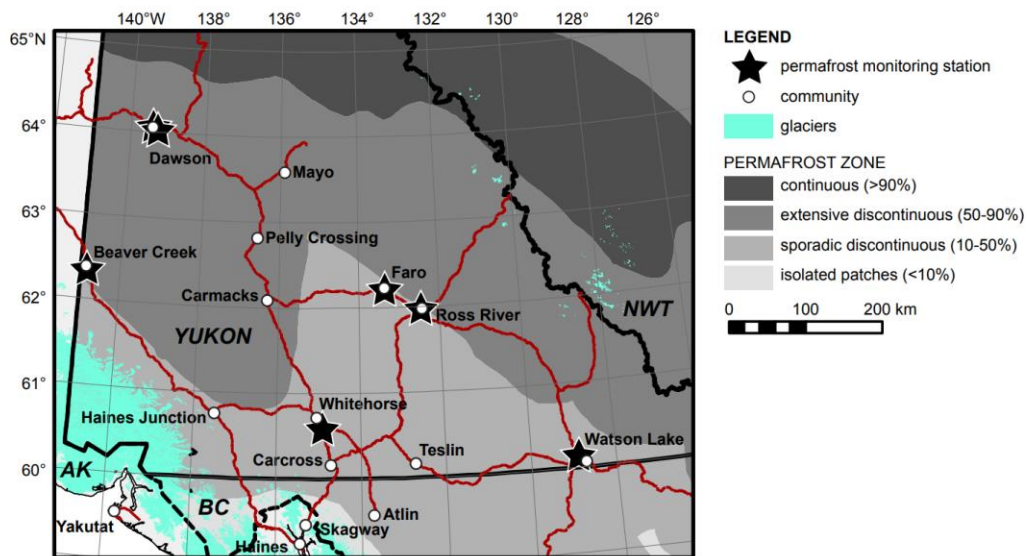 140°W 138° 136° 134° 132° 130° 128° 126°
65°N
64°
63°
62°
61°
60°
Dawson
Mayo
Pelly Crossing
Beaver Creek
Faro
Carmacks
Ross River
NWT
YUKON
Whitehorse
Haines Junction
Watson Lake
Teslin
Carcross
AK
BC
Atlin
Yakutat
Skagway
Haines
LEGEND
permafrost monitoring station
community
glaciers
PERMAFROST ZONE
continuous (>90%)
extensive discontinuous (50-90%)
sporadic discontinuous (10-50%)
isolated patches (<10%)
0 100 200 km